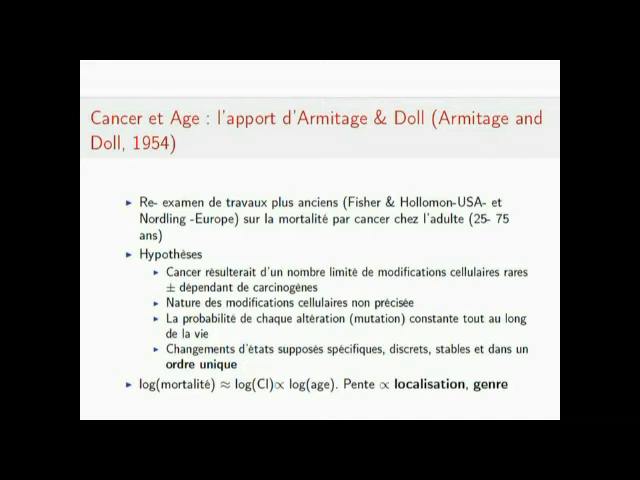 Cancer et Age : l'apport d'Armitage & Doll (Armitage and
Doll, 1954)
Re- examen de travaux plus anciens (Fisher & Hollomon-USA- et
Nordling -Europe) sur la mortalité par cancer chez l'adulte (25- 75
ans)
Hypothèses
Cancer résulterait d'un nombre limité de modifications cellulaires rares
± dépendant de carcinogènes
Nature des modifications cellulaires non précisée
La probabilité de chaque altération (mutation) constante tout au long
de la vie
Changements d'états supposés spécifiques, discrets, stables et dans un
ordre unique
log(mortalité) ≈ log(CI)∝ log(age). Pente ∝ localisation, genre